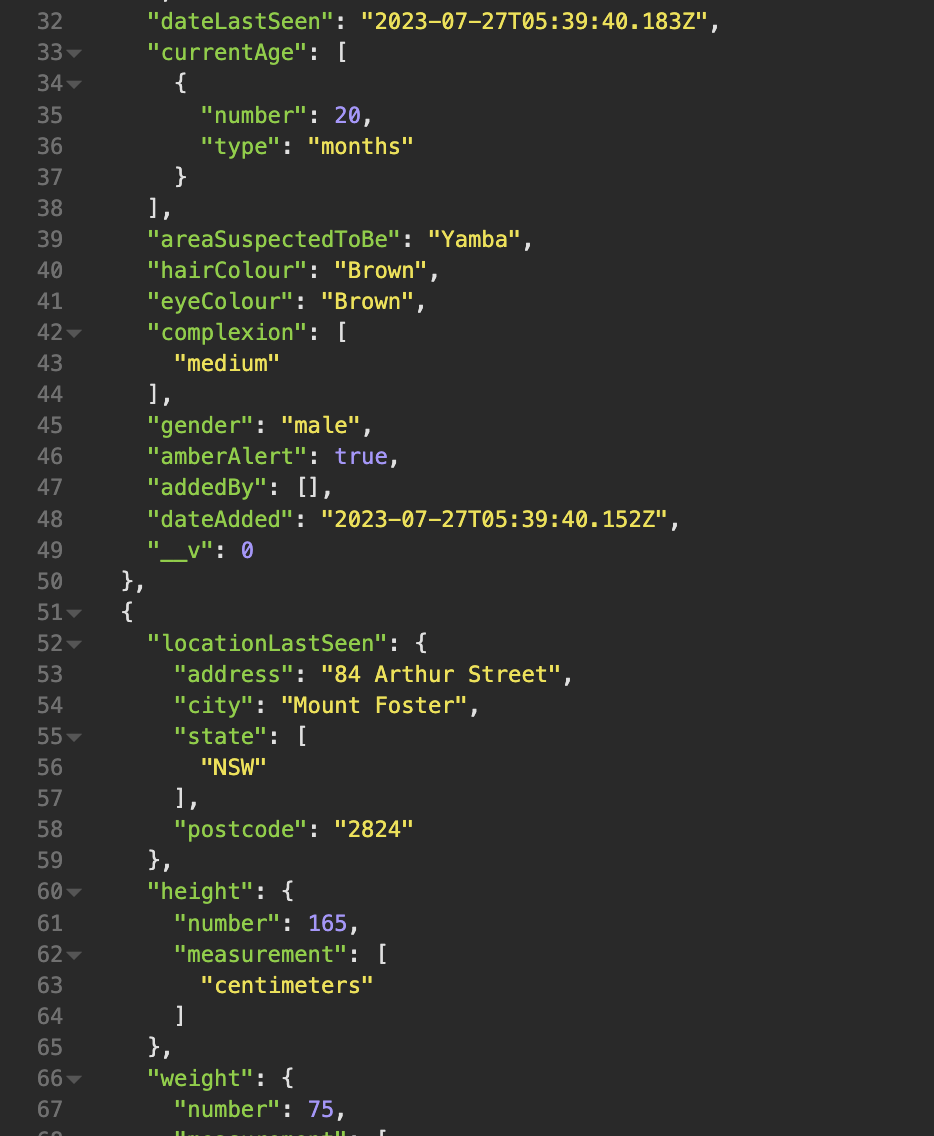 32 "dateLastSeen": "2023-07-27T05:39:40.183Z",
33 "currentAge": [
34 {
35 "number": 20,
36 "type": "months"
37 }
38 ],
39 "areaSuspectedToBe": "Yamba",
40 "hairColour": "Brown",
41 "eyeColour": "Brown",
42 "complexion": [
43 "medium"
44 ],
45 "gender": "male",
46 "amberAlert": true,
47 "addedBy": [],
48 "dateAdded": "2023-07-27T05:39:40.152Z",
49 "__v": 0
50 },
51 {
52 "locationLastSeen": {
53 "address": "84 Arthur Street",
54 "city": "Mount Foster",
55 "state": [
56 "NSW"
57 ],
58 "postcode": "2824"
59 },
60 "height": {
61 "number": 165,
62 "measurement": [
63 "centimeters"
64 ]
65 },
66 "weight": {
67 "number": 75,